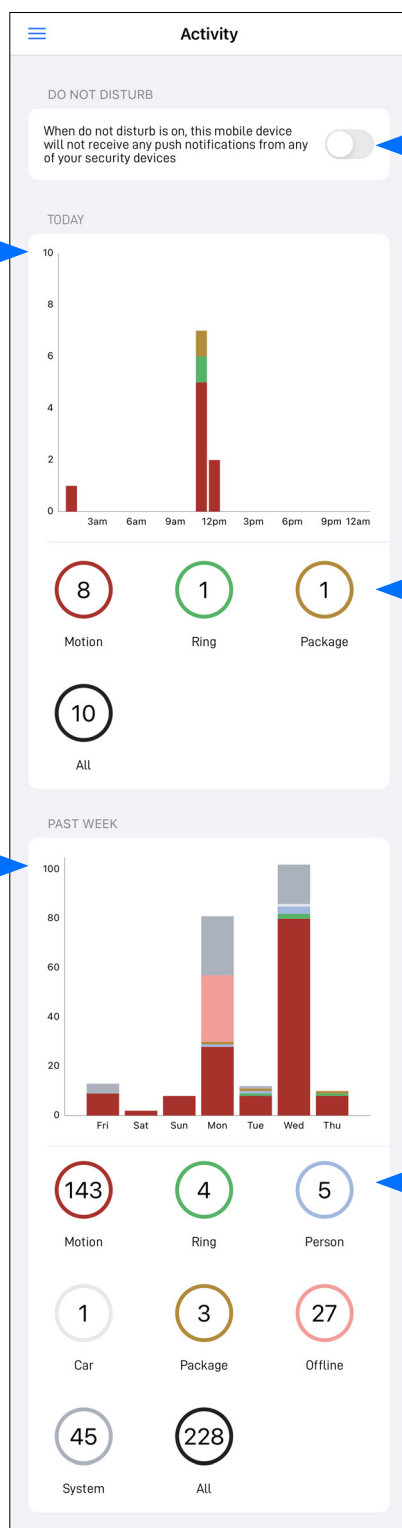 Activity
DO NOT DISTURB
When do not disturb is on, this mobile device
will not receive any push notifications from any
of your security devices
TODAY
10
8
6
4
2
0
3am 6am 9am 12pm 3pm 6pm 9pm 12am
8 1 1
Motion Ring Package
10
All
PAST WEEK
100
80
60
40
20
0
Fri Sat Sun Mon Tue Wed Thu
143 4 5
Motion Ring Person
1 3 27
Car Package Offline
45 228
System All